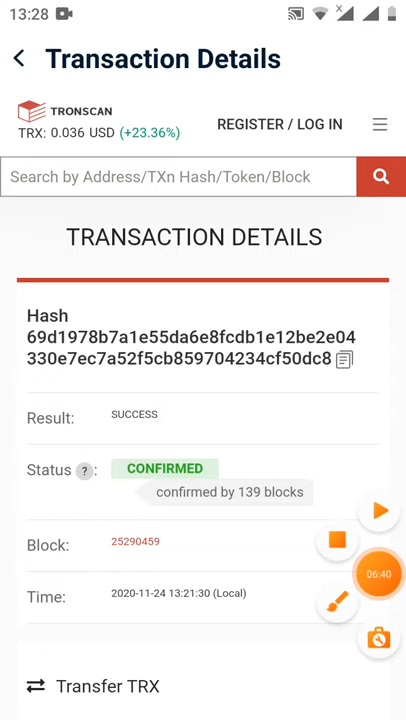 13:28
Transaction Details
TRONSCAN
TRX: 0.036 USD (+23.36%)
REGISTER / LOG IN
Search by Address/TXn Hash/Token/Block
TRANSACTION DETAILS
Hash
69d1978b7a1e55da6e8fcdb1e12be2e04
330e7ec7a52f5cb859704234cf50dc8
Result: SUCCESS
Status ? : CONFIRMED
confirmed by 139 blocks
Block: 25290459
06:40
Time: 2020-11-24 13:21:30 (Local)
Transfer TRX